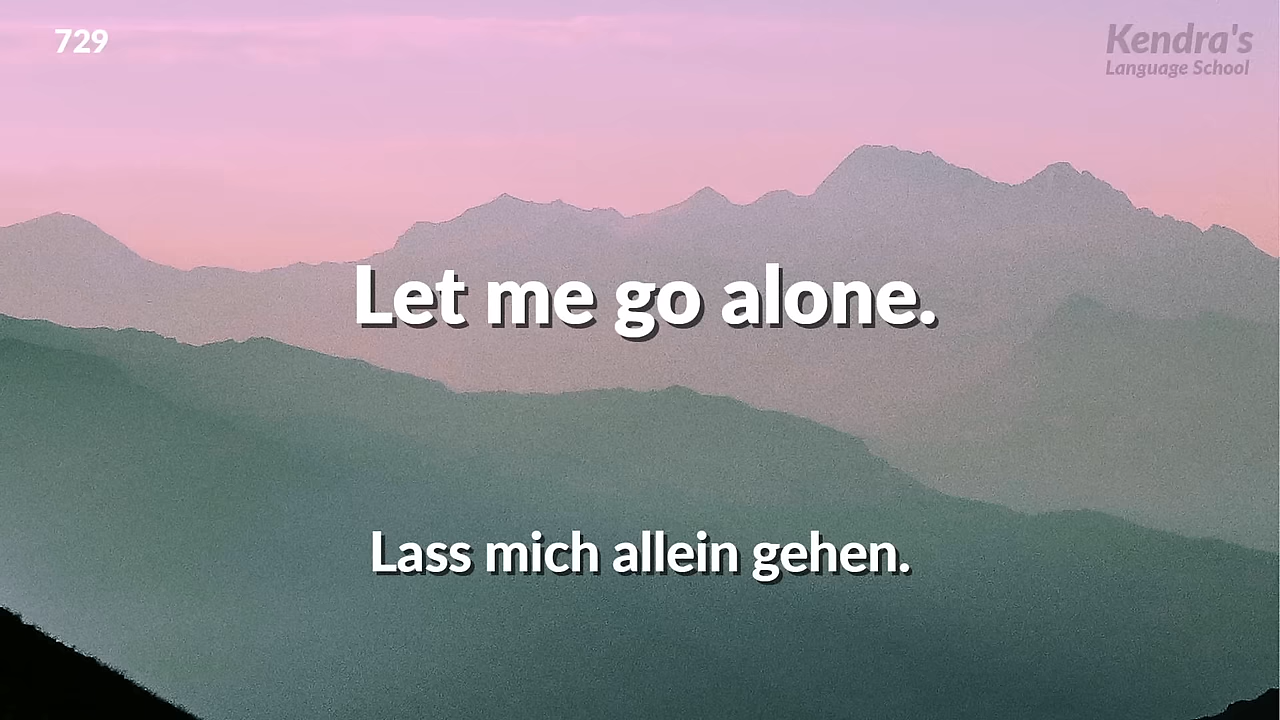 729
Kendra's
Language School
Let me go alone.
Lass mich allein gehen.